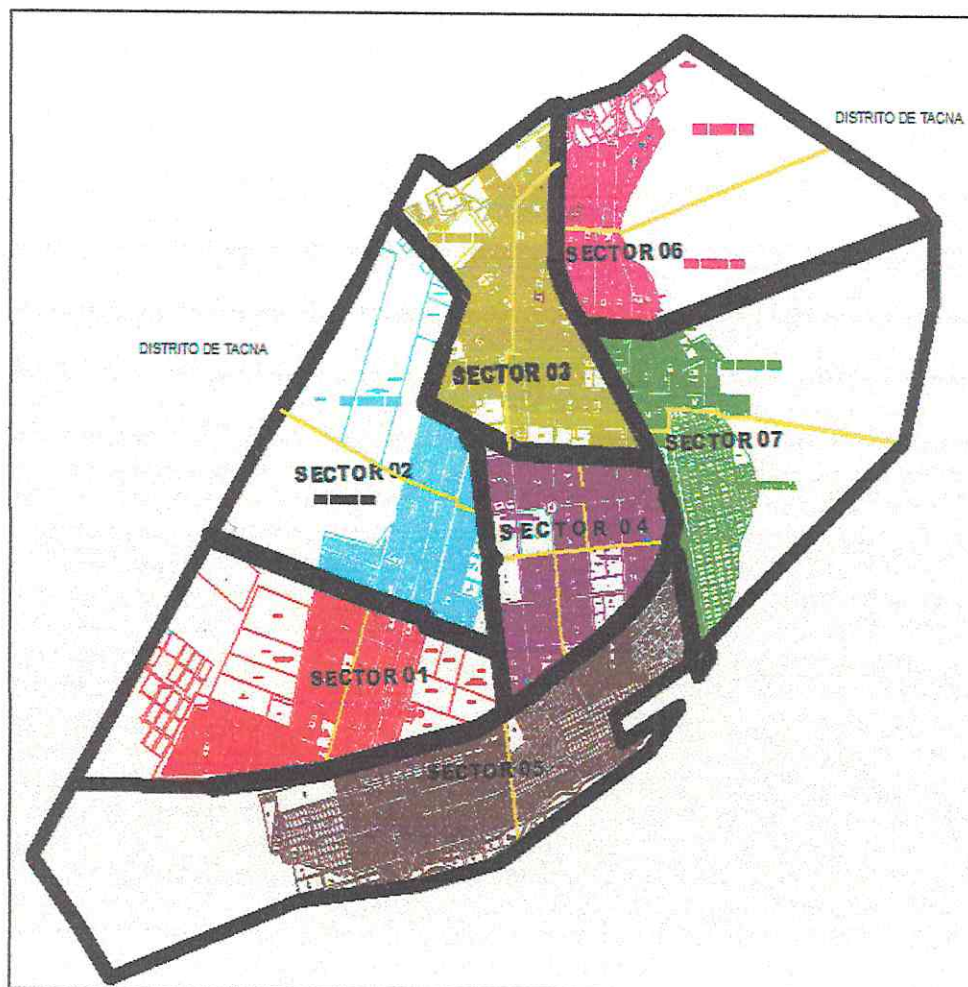 DISTRITO DE TACNA
SECTOR 06
DISTRITO DE TACNA
SECTOR 03
SECTOR 07
SECTOR 02
SECTOR 04
SECTOR 01
SECTOR 05